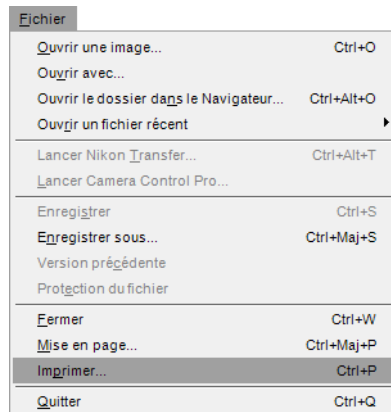 Fichier
Ouvrir une image... Ctrl+O
Ouvrir avec...
Ouvrir le dossier dans le Navigateur... Ctrl+Alt+O
Ouvrir un fichier récent
Lancer Nikon Transfer... Ctrl+Alt+T
Lancer Camera Control Pro...
Enregistrer Ctrl+S
Enregistrer sous... Ctrl+Maj+S
Version précédente
Protection du fichier
Fermer Ctrl+W
Mise en page... Ctrl+Maj+P
Imprimer... Ctrl+P
Quitter Ctrl+Q